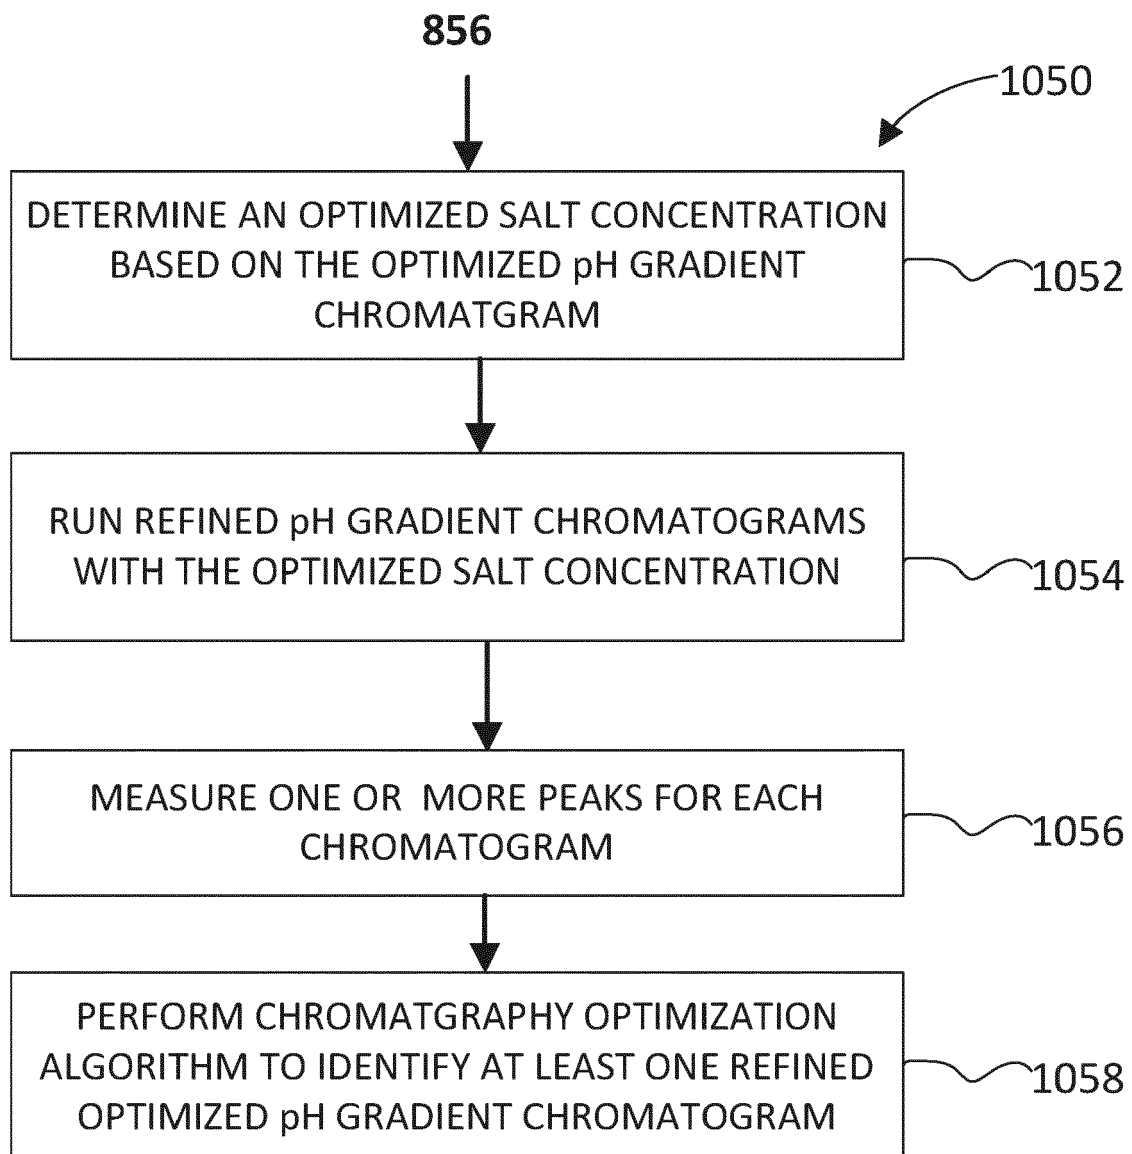 856
1050
DETERMINE AN OPTIMIZED SALT CONCENTRATION
BASED ON THE OPTIMIZED pH GRADIENT
CHROMATGRAM
1052
RUN REFINED pH GRADIENT CHROMATOGRAMS
WITH THE OPTIMIZED SALT CONCENTRATION
1054
MEASURE ONE OR MORE PEAKS FOR EACH
CHROMATOGRAM
1056
PERFORM CHROMATGRAPHY OPTIMIZATION
ALGORITHM TO IDENTIFY AT LEAST ONE REFINED
OPTIMIZED pH GRADIENT CHROMATOGRAM
1058